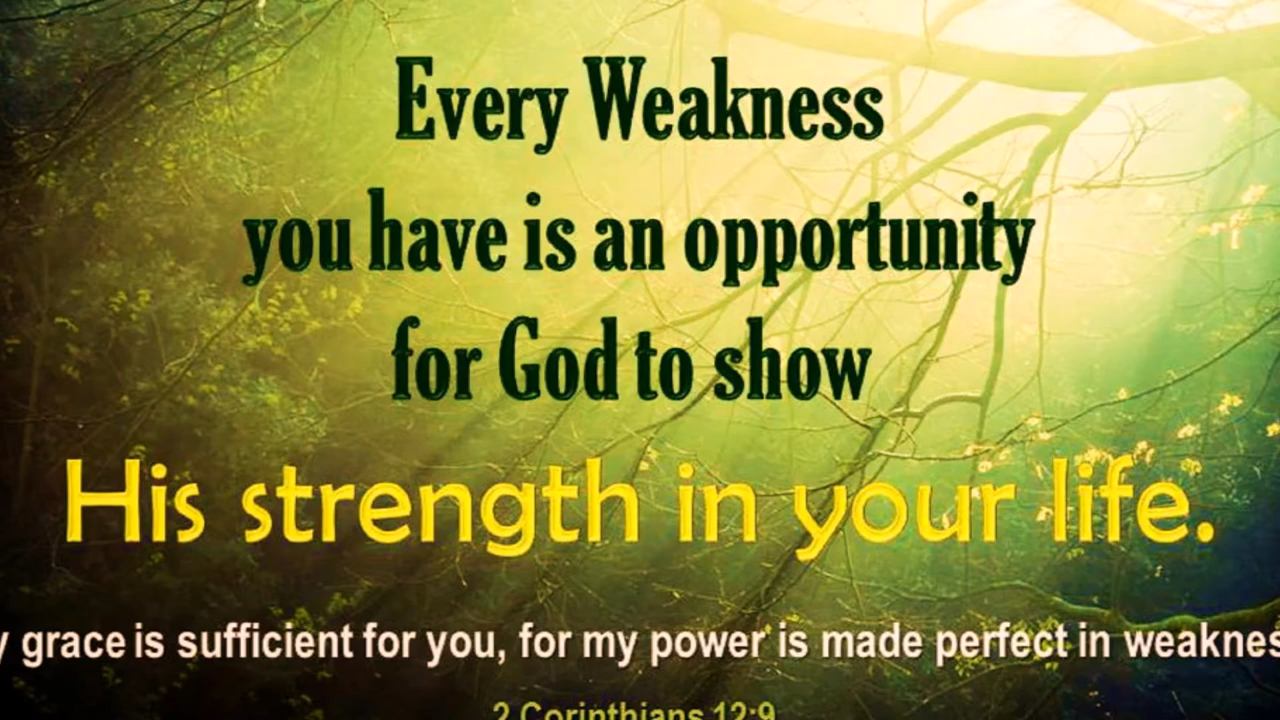 Every Weakness
you have is an opportunity
for God to show
His strength in your life.
y grace is sufficient for you, for my power is made perfect in weaknes
2 Corinthians 12:9